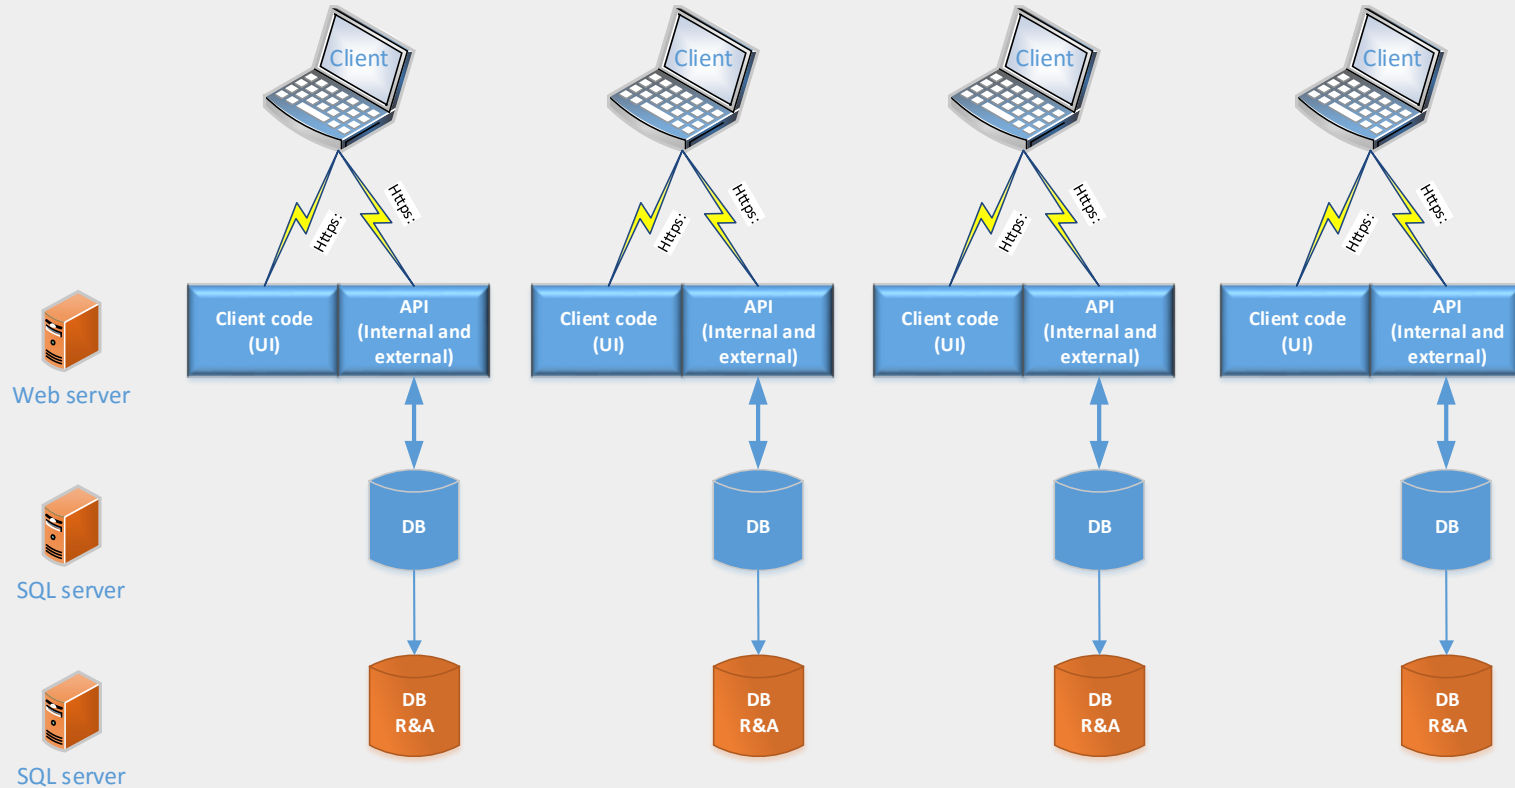 Client
Client
Client
Client
Https:
Https:
Https:
Https:
Https:
Https:
Https:
Https:
Client code
(UI)
API
(Internal and
external)
Client code
(UI)
API
(Internal and
external)
Client code
(UI)
API
(Internal and
external)
Client code
(UI)
API
(Internal and
external)
Web server
DB
DB
DB
DB
SQL server
DB
R&A
DB
R&A
DB
R&A
DB
R&A
SQL server